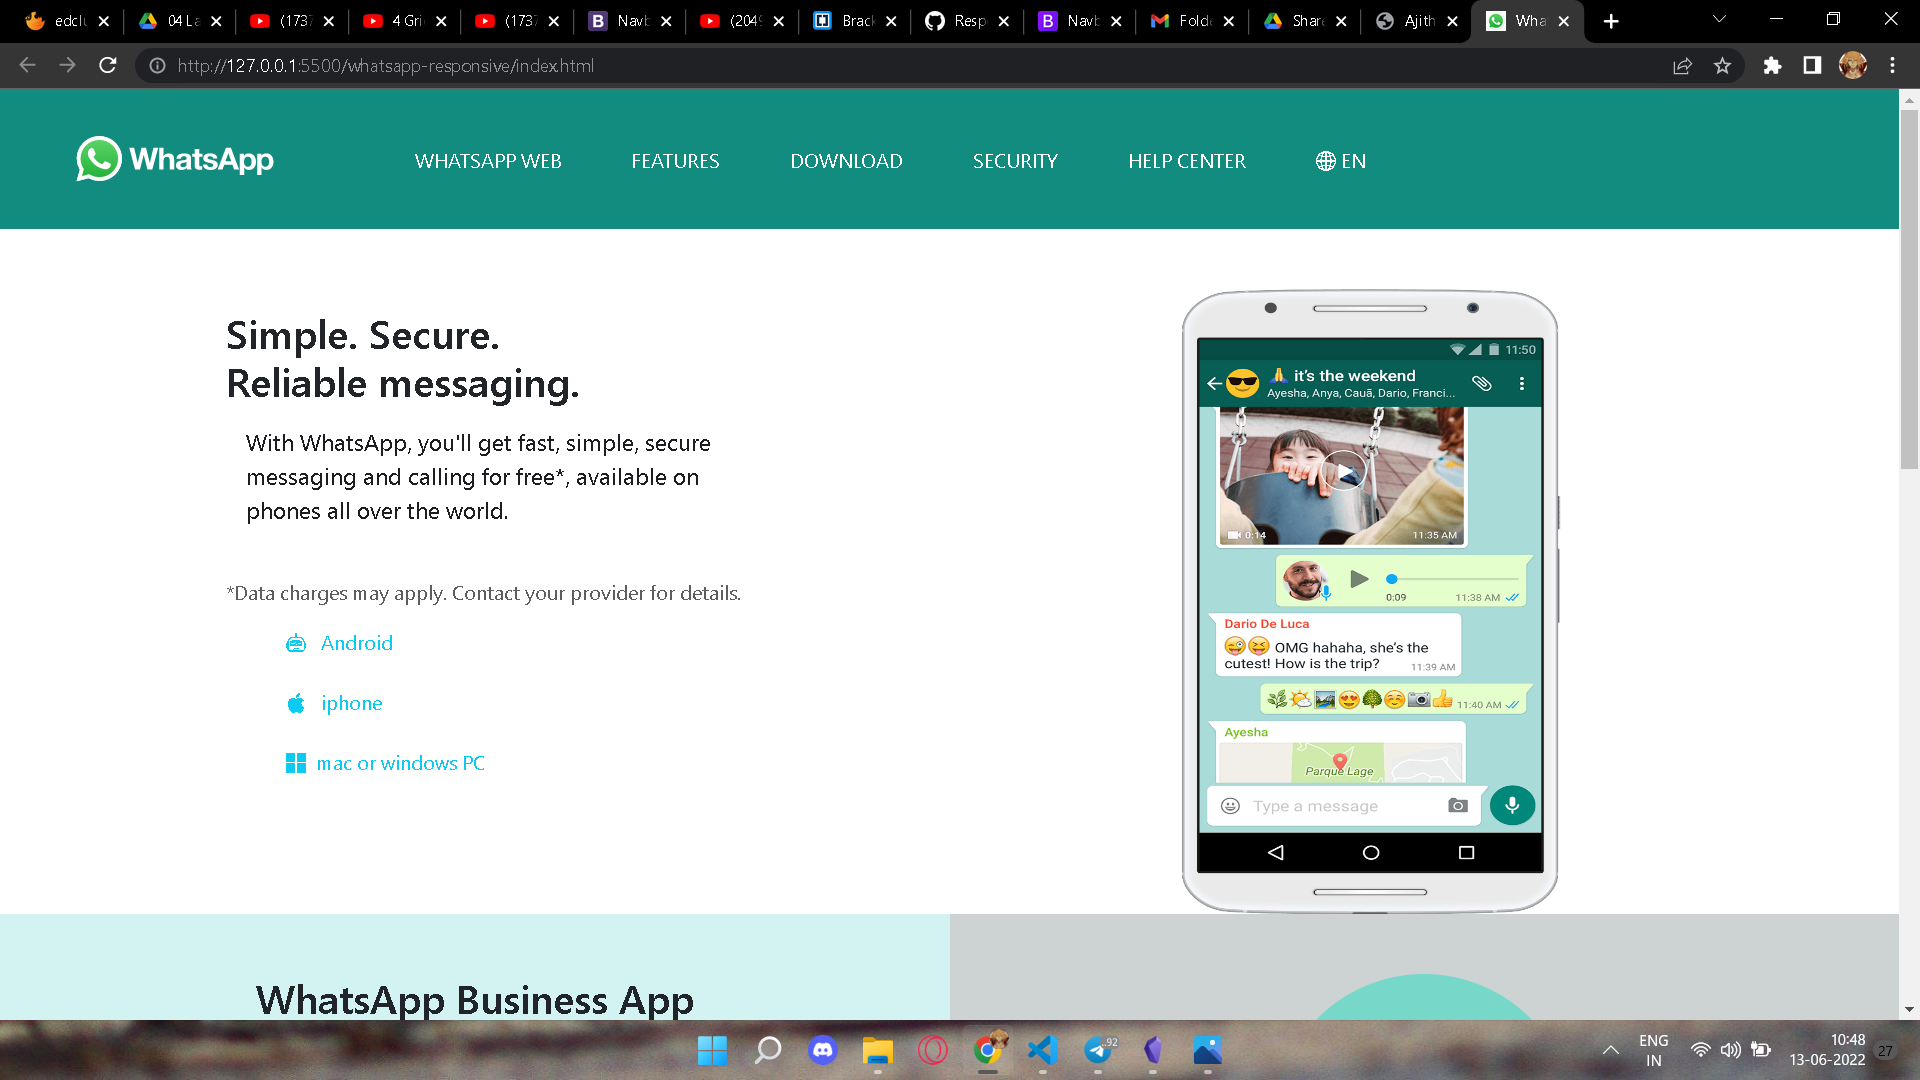 edclu
04 La
(1737
4 Gri
(1737
Navb
(2049
Brack
Resp
Navb
Folde
Share
Ajith
Wha
http://127.0.0.1:5500/whatsapp-responsive/index.html
WhatsApp
WHATSAPP WEB
FEATURES
DOWNLOAD
SECURITY
HELP CENTER
EN
Simple. Secure.
Reliable messaging.
With WhatsApp, you'll get fast, simple, secure
messaging and calling for free*, available on
phones all over the world.
*Data charges may apply. Contact your provider for details.
Android
iphone
mac or windows PC
11:50
🙏 it's the weekend
Ayesha, Anya, Cauã, Dario, Franci...
0:14
11:35 AM
0:09
11:38 AM
Dario De Luca
😜😝 OMG hahaha, she's the
cutest! How is the trip?
11:39 AM
11:40 AM
Ayesha
Parque Lage
Type a message
WhatsApp Business App
92
ENG
IN
10:48
13-06-2022
27